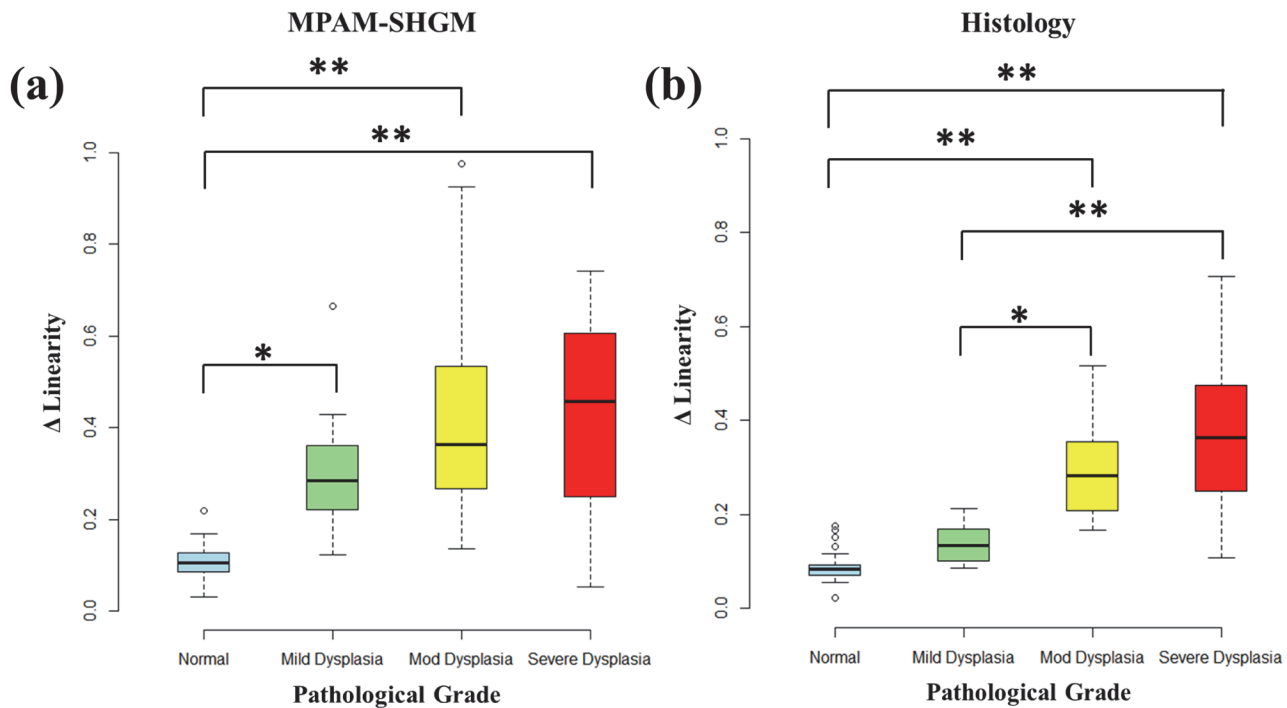 MPAM-SHGM
(a)
**
**
*
Δ Linearity
1.0
0.8
0.6
0.4
0.2
0.0
Normal Mild Dysplasia Mod Dysplasia Severe Dysplasia
Pathological Grade
Histology
(b)
**
**
**
*
Δ Linearity
1.0
0.8
0.6
0.4
0.2
0.0
Normal Mild Dysplasia Mod Dysplasia Severe Dysplasia
Pathological Grade